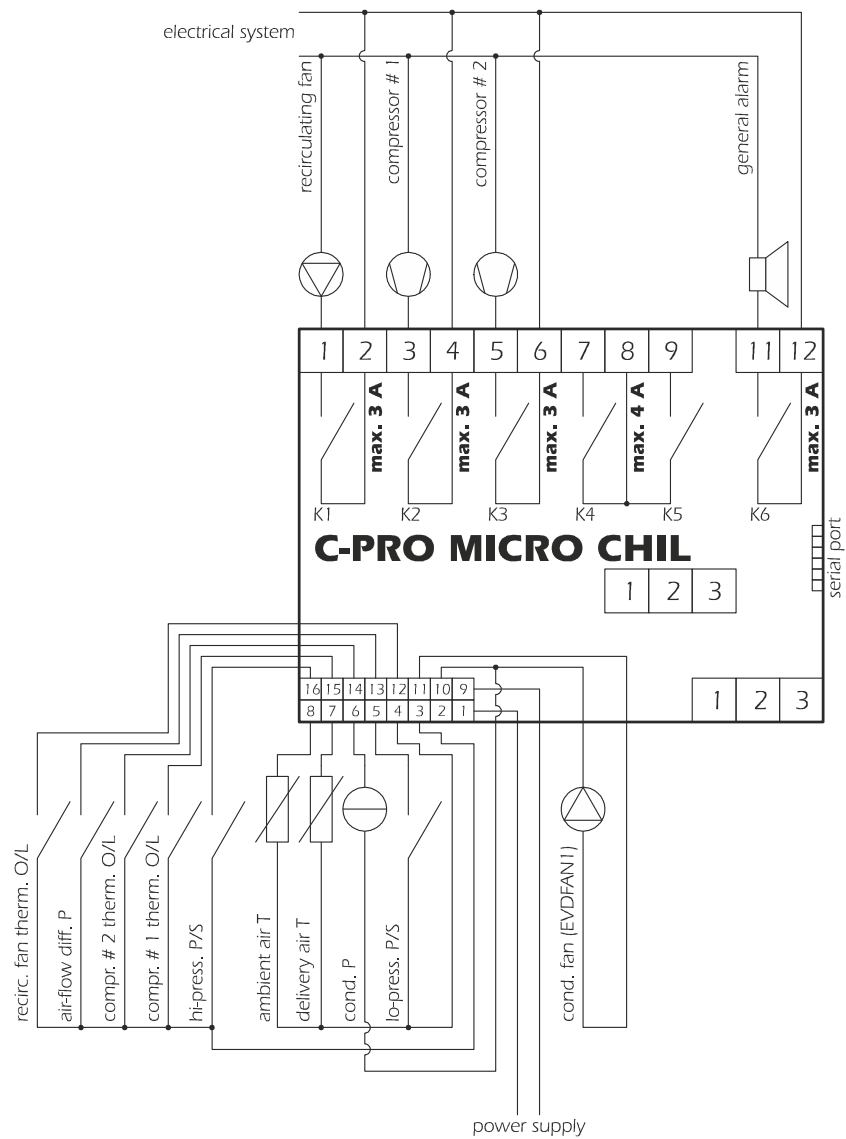 electrical system
recirculating fan
compressor # 1
compressor # 2
general alarm
1 2 3 4 5 6 7 8 9 11 12
max. 3 A
max. 3 A
max. 3 A
max. 4 A
max. 3 A
K1 K2 K3 K4 K5 K6
C-PRO MICRO CHIL
serial port
1 2 3
16 15 14 13 12 11 10 9
8 7 6 5 4 3 2 1
1 2 3
recirc. fan therm. O/L
air-flow diff. P
compr. # 2 therm. O/L
compr. # 1 therm. O/L
hi-press. P/S
ambient air T
delivery air T
cond. P
lo-press. P/S
cond. fan (EVDFAN1)
power supply